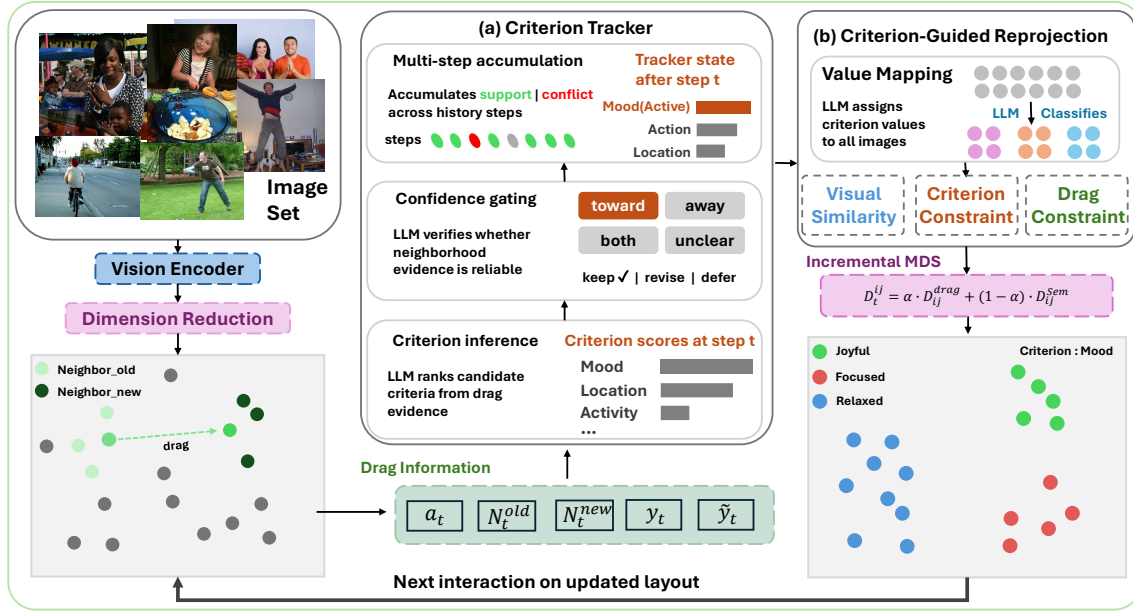 WINNER
Image
Set
Vision Encoder
Dimension Reduction
Neighbor_old
Neighbor_new
drag
(a) Criterion Tracker
Multi-step accumulation
Accumulates support | conflict
across history steps
steps
Tracker state
after step t
Mood(Active)
Action
Location
Confidence gating
LLM verifies whether
neighborhood
evidence is reliable
toward
away
both
unclear
keep ✓ | revise | defer
Criterion inference
LLM ranks candidate
criteria from drag
evidence
Criterion scores at step t
Mood
Location
Activity
...
Drag Information
a_t
N_t^{old}
N_t^{new}
y_t
ỹ_t
(b) Criterion-Guided Reprojection
Value Mapping
LLM assigns
criterion values
to all images
LLM
Classifies
Visual
Similarity
Criterion
Constraint
Drag
Constraint
Incremental MDS
D_t^{ij} = α · D_{ij}^{drag} + (1 − α) · D_{ij}^{Sem}
Joyful
Focused
Relaxed
Criterion : Mood
Next interaction on updated layout